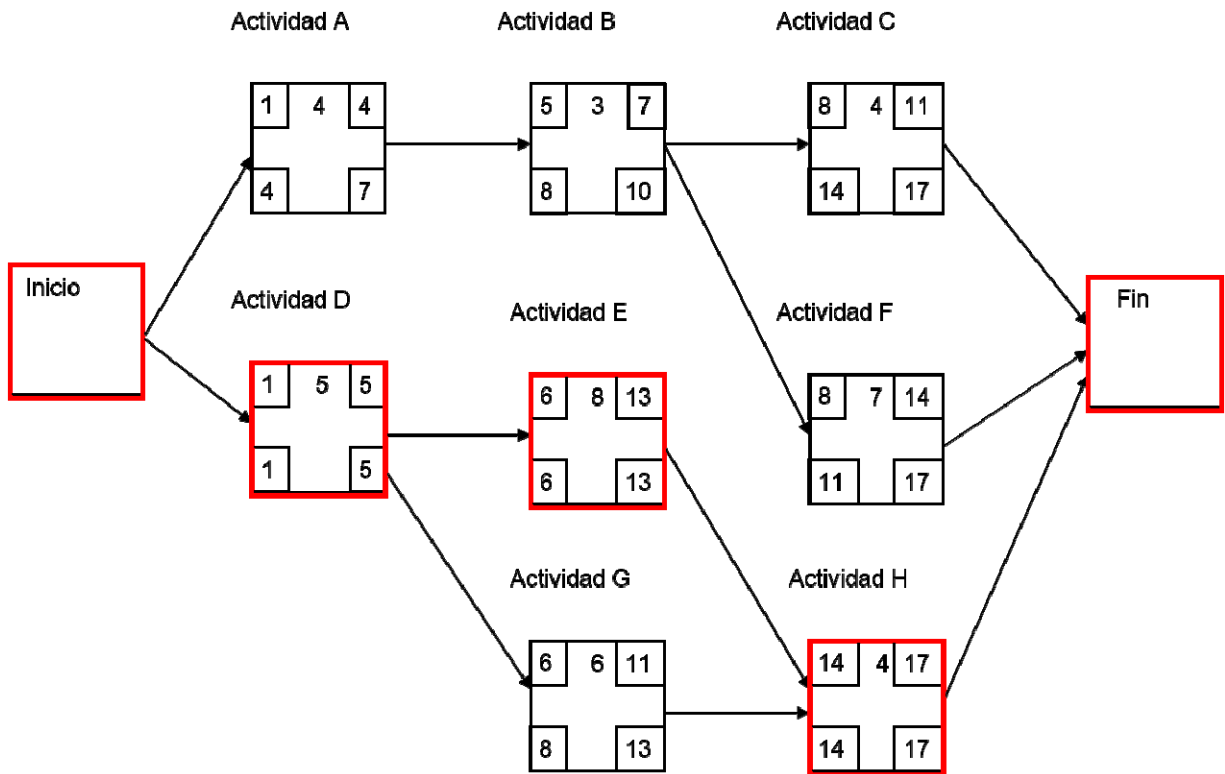 Actividad A Actividad B Actividad C
1 4 4 5 3 7 8 4 11
4 7 8 10 14 17
Inicio Fin
Actividad D Actividad E Actividad F
1 5 5 6 8 13 8 7 14
1 5 6 13 11 17
Actividad G Actividad H
6 6 11 14 4 17
8 13 14 17